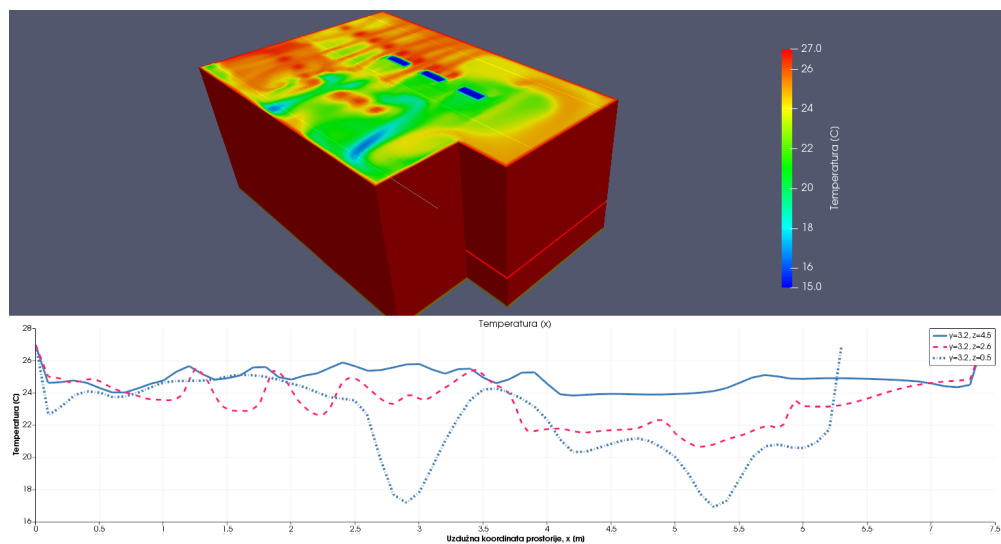 27.0
26
24
22
20
18
16
15.0
Temperatura (C)
Temperatura (x)
y=3.2, z=4.5
y=3.2, z=2.6
y=3.2, z=0.5
28
26
24
22
20
18
16
Temperatura (C)
0 0.5 1 1.5 2 2.5 3 3.5 4 4.5 5 5.5 6 6.5 7 7.5
Uzdužna koordinata prostorije, x (m)